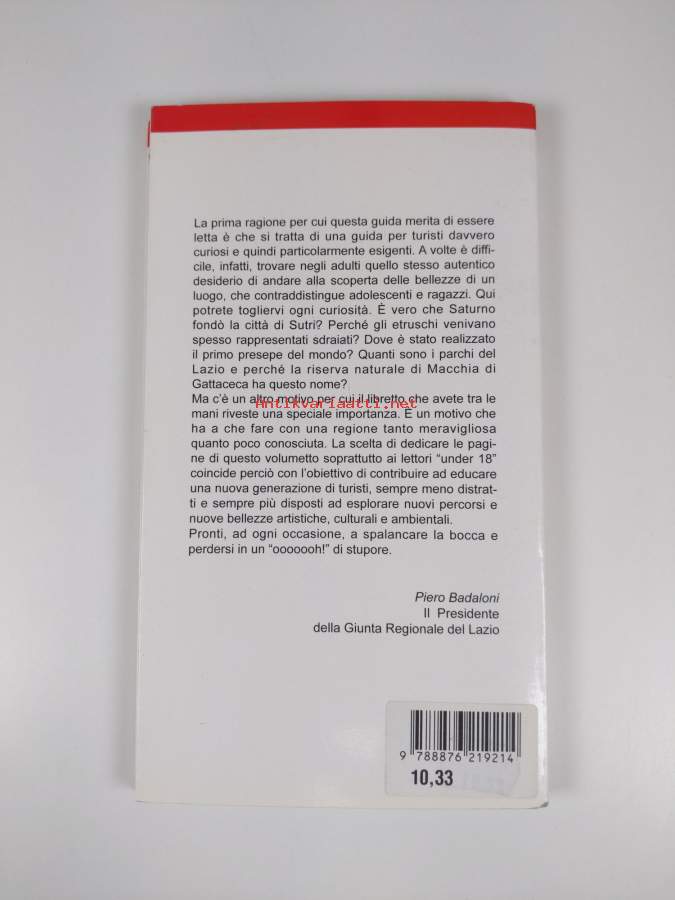 La prima ragione per cui questa guida merita di essere
letta è che si tratta di una guida per turisti davvero
curiosi e quindi particolarmente esigenti. A volte è diffi-
cile, infatti, trovare negli adulti quello stesso autentico
desiderio di andare alla scoperta delle bellezze di un
luogo, che contraddistingue adolescenti e ragazzi. Qui
potrete togliervi ogni curiosità. È vero che Saturno
fondò la città di Sutri? Perché gli etruschi venivano
spesso rappresentati sdraiati? Dove è stato realizzato
il primo presepe del mondo? Quanti sono i parchi del
Lazio e perché la riserva naturale di Macchia di
Gattaceca ha questo nome?
Ma c'è un altro motivo per cui il libretto che avete tra le
Antikvariaatti.net
mani riveste una speciale importanza. È un motivo che
ha a che fare con una regione tanto meravigliosa
quanto poco conosciuta. La scelta di dedicare le pagi-
ne di questo volumetto soprattutto ai lettori “under 18”
coincide perciò con l'obiettivo di contribuire ad educare
una nuova generazione di turisti, sempre meno distrat-
ti e sempre più disposti ad esplorare nuovi percorsi e
nuove bellezze artistiche, culturali e ambientali.
Pronti, ad ogni occasione, a spalancare la bocca e
perdersi in un “ooooooh!” di stupore.
Piero Badaloni
Il Presidente
della Giunta Regionale del Lazio
9 788876 219214
10,33